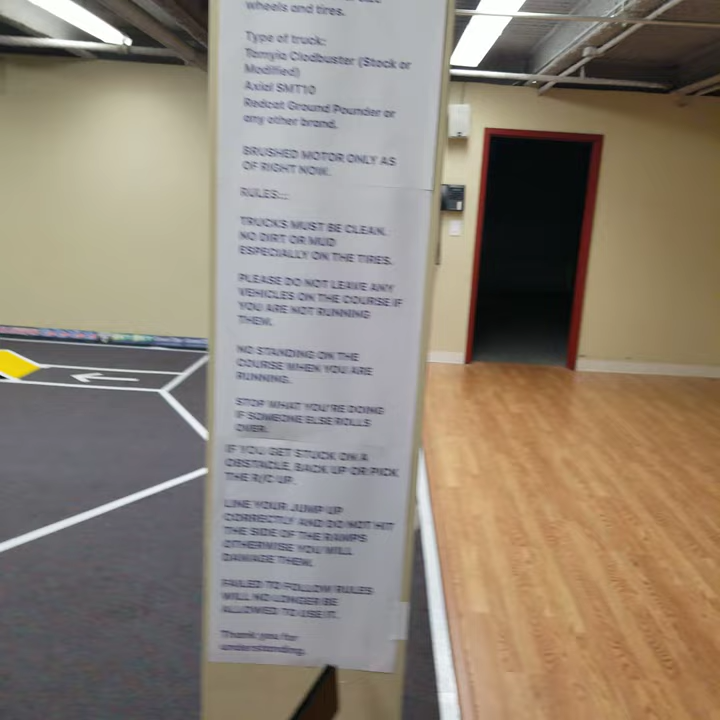 wheels and tires.
Type of truck:
Tamyia Clodbuster (Stock or
Modified)
Axial SMT10
Redcat Ground Pounder or
any other brand.
BRUSHED MOTOR ONLY AS
OF RIGHT NOW.
RULES:::
TRUCKS MUST BE CLEAN.
NO DIRT OR MUD
ESPECIALLY ON THE TIRES.
PLEASE DO NOT LEAVE ANY
VEHICLES ON THE COURSE IF
YOU ARE NOT RUNNING
THEM.
NO STANDING ON THE
COURSE WHEN YOU ARE
RUNNING.
STOP WHAT YOU'RE DOING
IF SOMEONE ELSE ROLLS
OVER.
IF YOU GET STUCK ON A
OBSTACLE, BACK UP OR PICK
THE R/C UP.
LINE YOUR JUMP UP
CORRECTLY AND DO NOT HIT
THE SIDE OF THE RAMPS
OTHERWISE YOU WILL
DAMAGE THEM.
FAILED TO FOLLOW RULES
WILL NO LONGER BE
ALLOWED TO USE IT.
Thank you for
understanding.